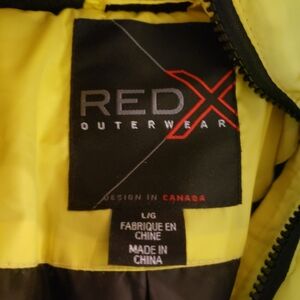 RED X
OUTERWEAR
DESIGN IN CANADA
L/G
FABRIQUE EN
CHINE
MADE IN
CHINA